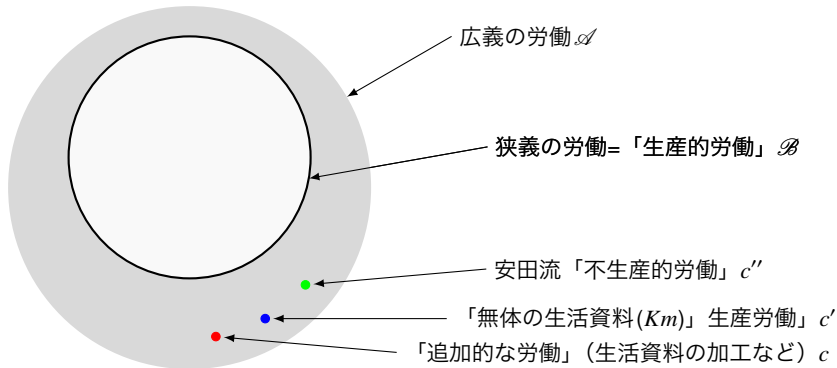 広義の労働𝒜
狭義の労働=「生産的労働」ℬ
安田流「不生産的労働」c′′
「無体の生活資料(Km)」生産労働」c′
「追加的な労働」（生活資料の加工など）c